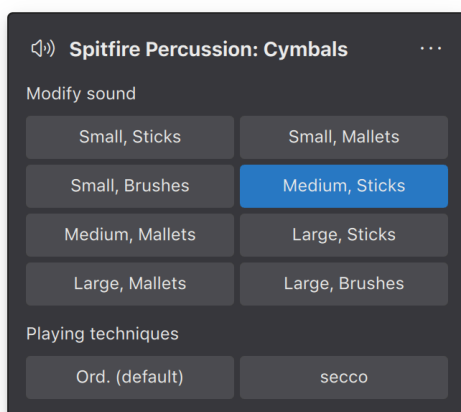 Spitfire Percussion: Cymbals ...
Modify sound
Small, Sticks Small, Mallets
Small, Brushes Medium, Sticks
Medium, Mallets Large, Sticks
Large, Mallets Large, Brushes
Playing techniques
Ord. (default) secco